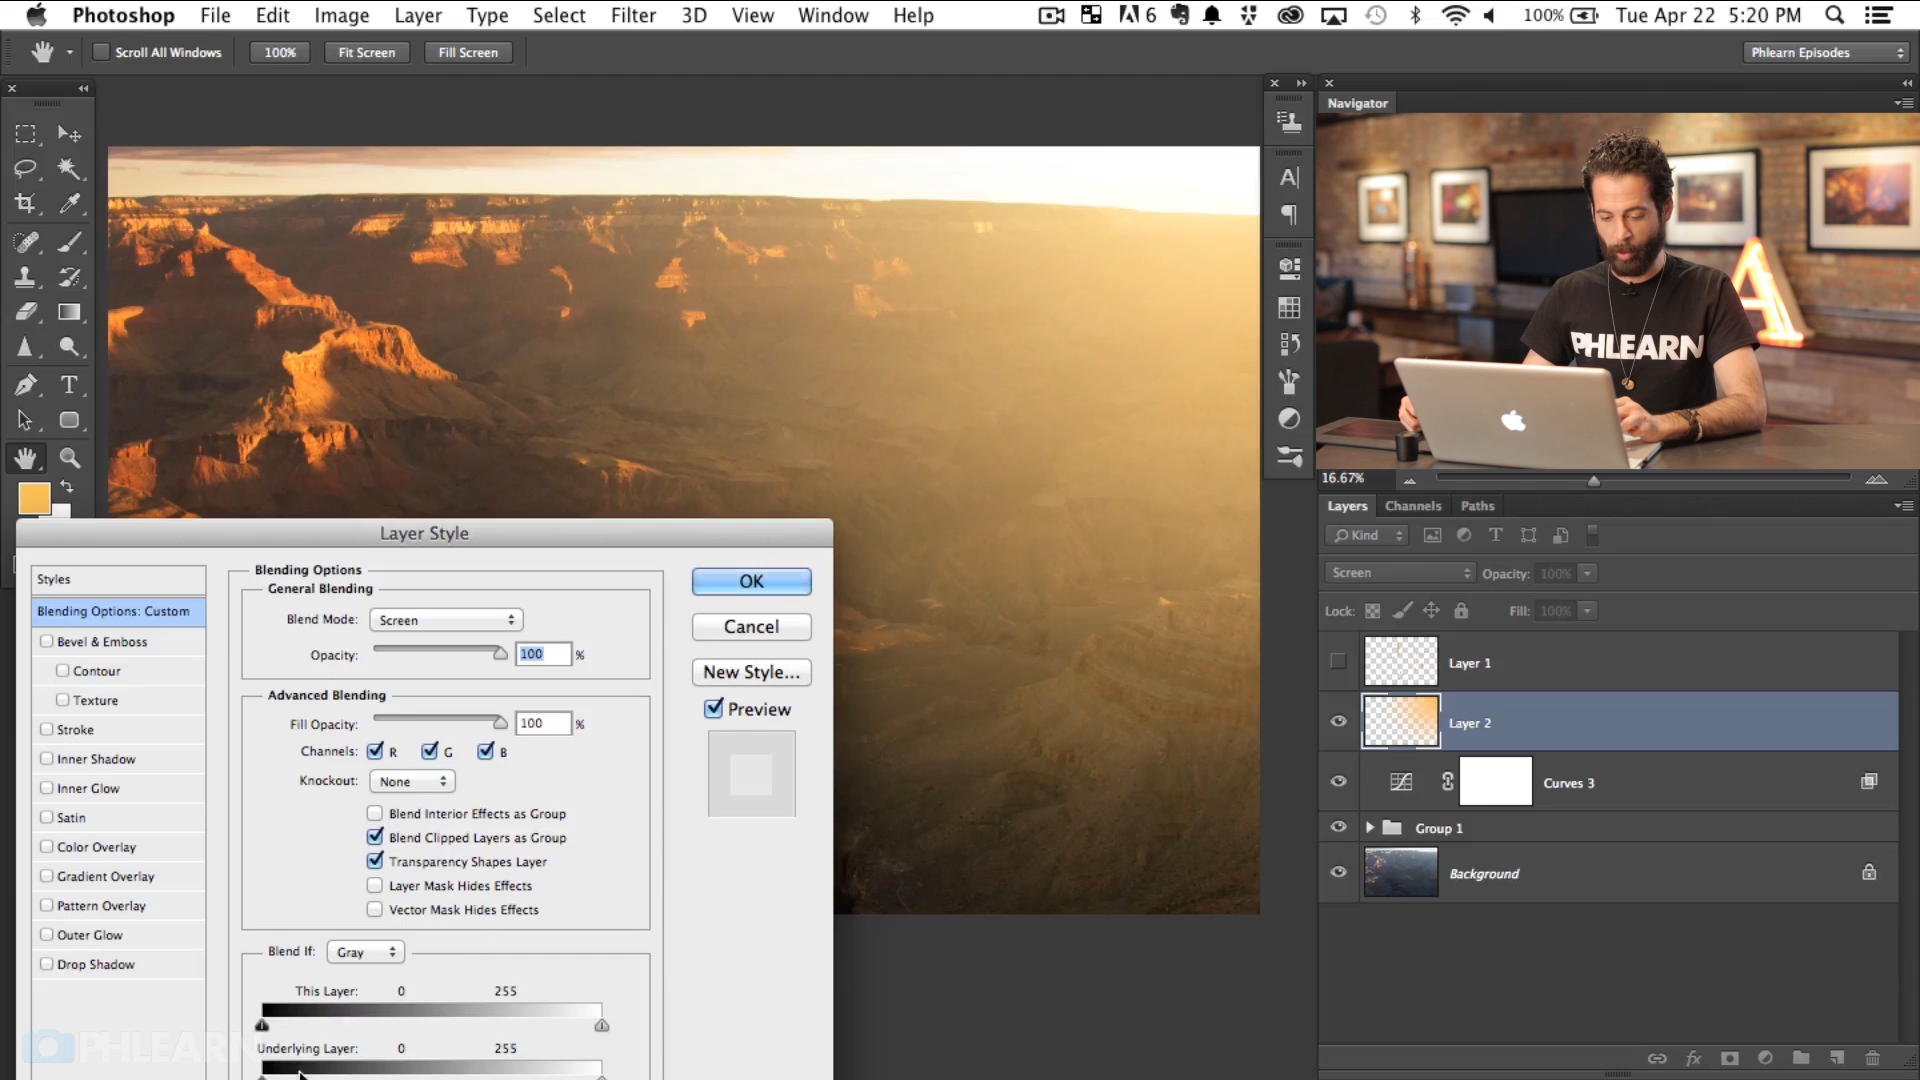 Photoshop File Edit Image Layer Type Select Filter 3D View Window Help 6 100% Tue Apr 22 5:20 PM
Scroll All Windows 100% Fit Screen Fill Screen Phlearn Episodes
Navigator
PHLEARN
A
16.67%
Layers Channels Paths
Kind
Screen Opacity: 100%
Lock: Fill: 100%
Layer 1
Layer 2
Curves 3
Group 1
Background
Layer Style
Styles
Blending Options: Custom
Bevel & Emboss
Contour
Texture
Stroke
Inner Shadow
Inner Glow
Satin
Color Overlay
Gradient Overlay
Pattern Overlay
Outer Glow
Drop Shadow
Blending Options
General Blending
Blend Mode: Screen
Opacity: 100 %
Advanced Blending
Fill Opacity: 100 %
Channels: R G B
Knockout: None
Blend Interior Effects as Group
Blend Clipped Layers as Group
Transparency Shapes Layer
Layer Mask Hides Effects
Vector Mask Hides Effects
Blend If: Gray
This Layer: 0 255
Underlying Layer: 0 255
OK
Cancel
New Style...
Preview
PHLEARN